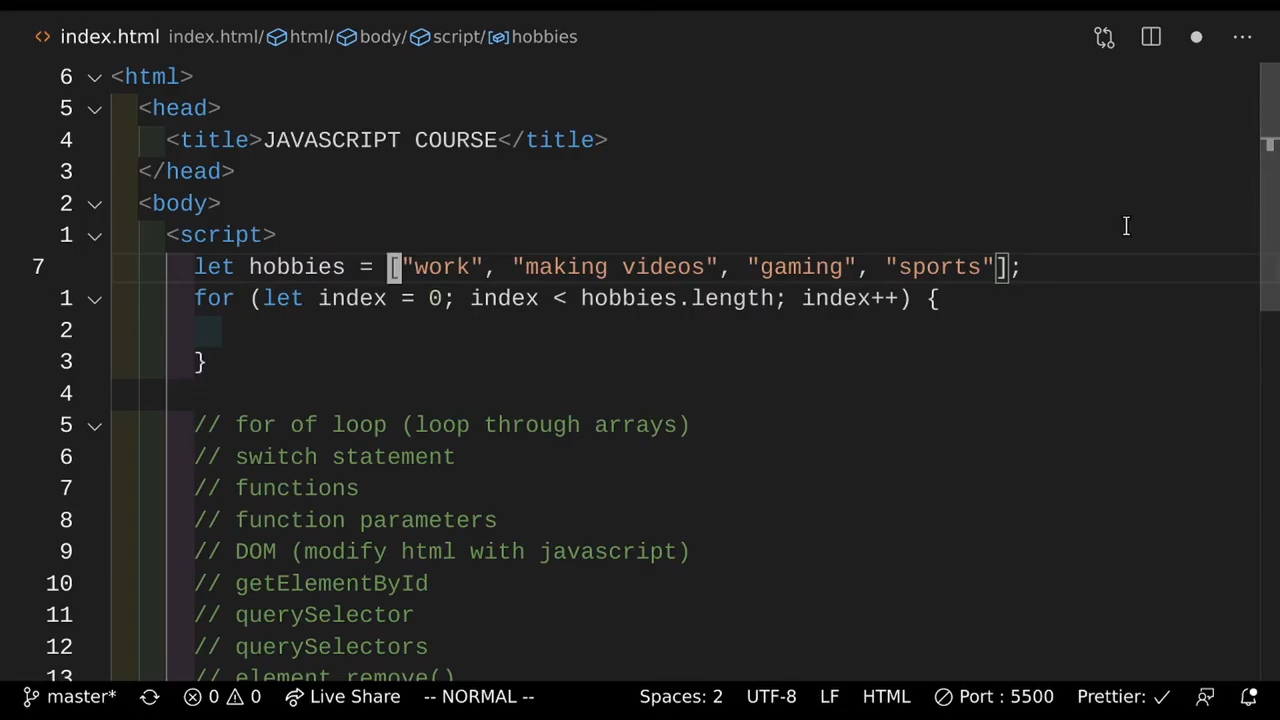 index.html index.html/html/body/script/hobbies
6 <html>
5 <head>
4 <title>JAVASCRIPT COURSE</title>
3 </head>
2 <body>
1 <script>
7 let hobbies = ["work", "making videos", "gaming", "sports"];
1 for (let index = 0; index < hobbies.length; index++) {
2
3 }
4
5 // for of loop (loop through arrays)
6 // switch statement
7 // functions
8 // function parameters
9 // DOM (modify html with javascript)
10 // getElementById
11 // querySelector
12 // querySelectors
13 // element remove()
master* 0 0 Live Share -- NORMAL -- Spaces: 2 UTF-8 LF HTML Port : 5500 Prettier: